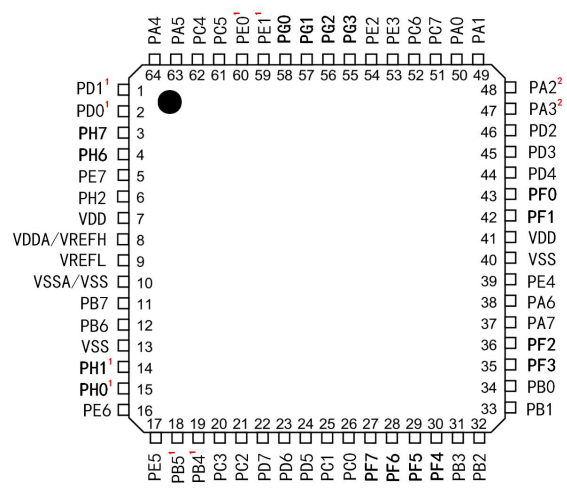 PA4 PA5 PC4 PC5 PE0¹ PE1¹ PG0 PG1 PG2 PG3 PE2 PE3 PC6 PC7 PA0 PA1
64 63 62 61 60 59 58 57 56 55 54 53 52 51 50 49
PD1¹ 1 48 PA2²
PD0¹ 2 47 PA3²
PH7 3 46 PD2
PH6 4 45 PD3
PE7 5 44 PD4
PH2 6 43 PF0
VDD 7 42 PF1
VDDA/VREFH 8 41 VDD
VREFL 9 40 VSS
VSSA/VSS 10 39 PE4
PB7 11 38 PA6
PB6 12 37 PA7
VSS 13 36 PF2
PH1¹ 14 35 PF3
PH0¹ 15 34 PB0
PE6 16 33 PB1
17 18 19 20 21 22 23 24 25 26 27 28 29 30 31 32
PE5 PB5¹ PB4¹ PC3 PC2 PD7 PD6 PD5 PC1 PC0 PF7 PF6 PF5 PF4 PB3 PB2